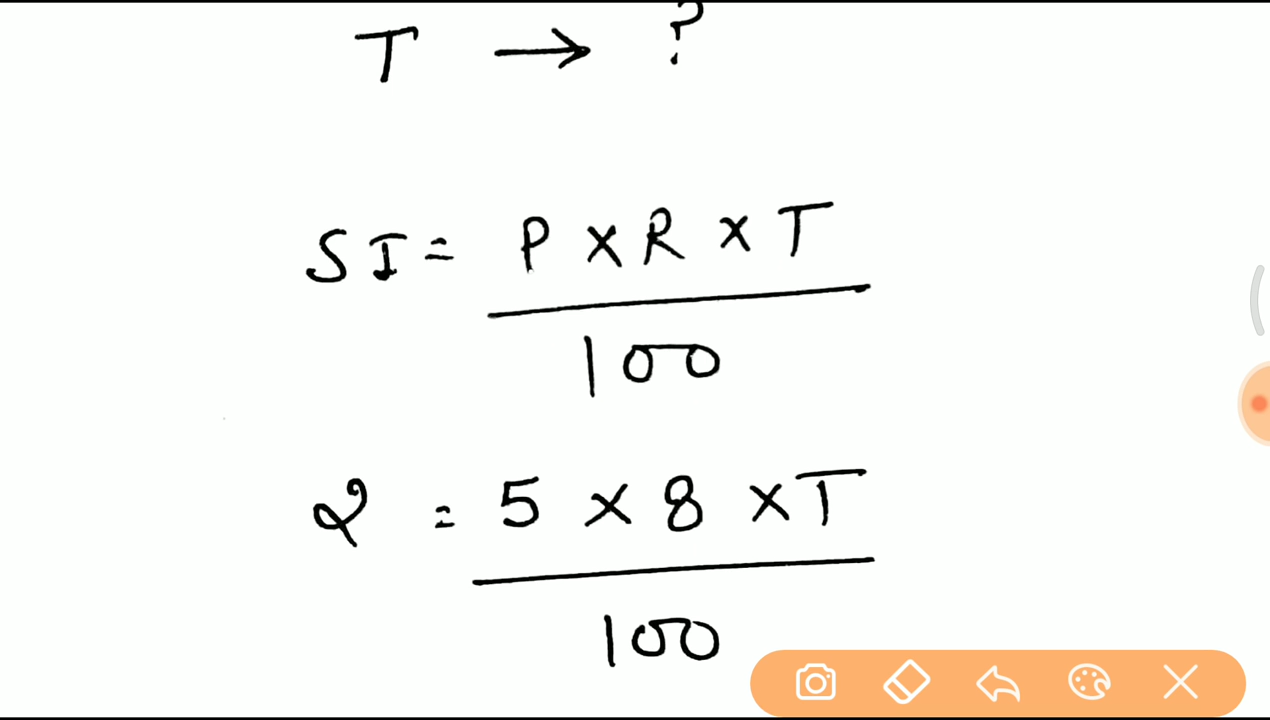 T → ?
SI = P × R × T
100
2 = 5 × 8 × T
100